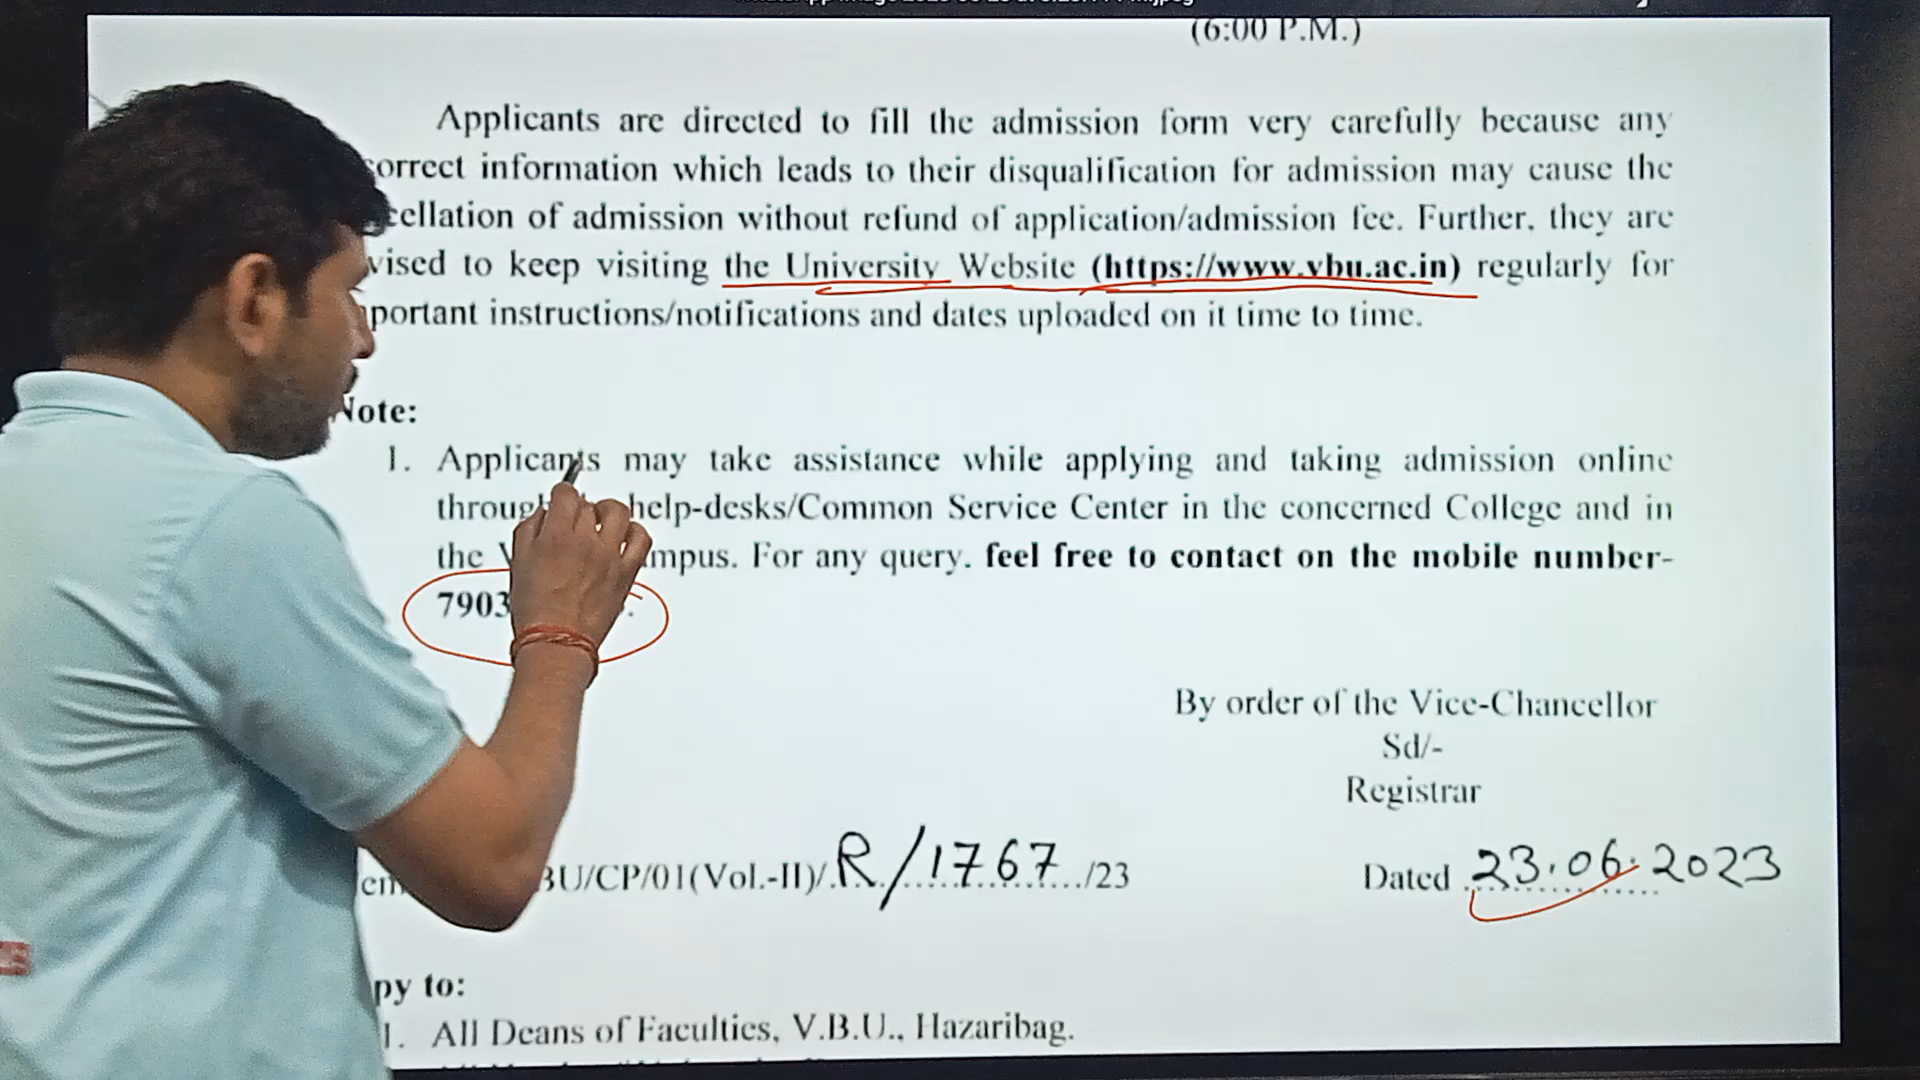 (6:00 P.M.)
Applicants are directed to fill the admission form very carefully because any
orrect information which leads to their disqualification for admission may cause the
cellation of admission without refund of application/admission fee. Further, they are
vised to keep visiting the University Website (https://www.vbu.ac.in) regularly for
portant instructions/notifications and dates uploaded on it time to time.
Note:
1. Applicants may take assistance while applying and taking admission online
throug help-desks/Common Service Center in the concerned College and in
the mpus. For any query, feel free to contact on the mobile number-
7903
By order of the Vice-Chancellor
Sd/-
Registrar
BU/CP/01(Vol.-II)/ R/1767 /23 Dated 23.06.2023
py to:
1. All Deans of Faculties, V.B.U., Hazaribag.